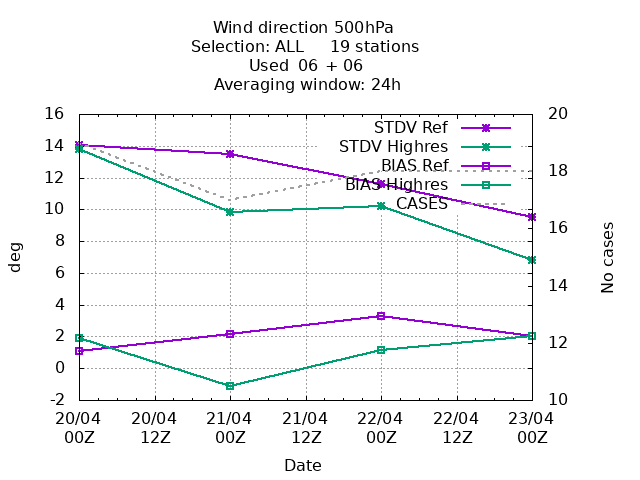 Wind direction 500hPa
Selection: ALL 19 stations
Used 06 + 06
Averaging window: 24h
16 20
STDV Ref
14
STDV Highres
BIAS Ref
12 18
BIAS Highres
CASES
10
16
8
deg
No cases
6
14
4
2 12
0
-2 10
20/04 20/04 21/04 21/04 22/04 22/04 23/04
00Z 12Z 00Z 12Z 00Z 12Z 00Z
Date